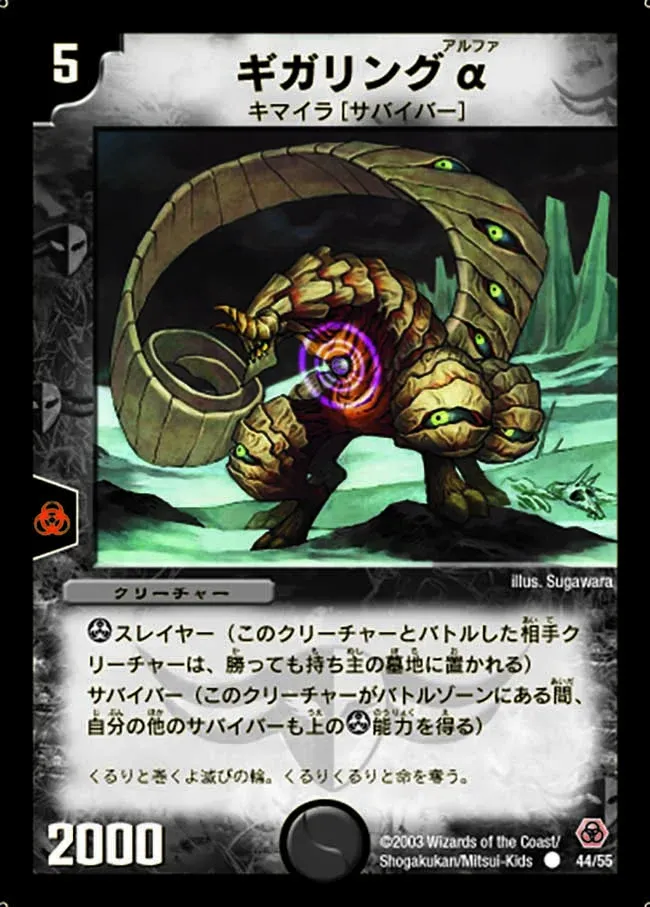 5
アルファ
ギガリングα
キマイラ[サバイバー]
illus. Sugawara
クリーチャー
スレイヤー（このクリーチャーとバトルした相手ク
リーチャーは、勝っても持ち主の墓地に置かれる）
サバイバー（このクリーチャーがバトルゾーンにある間、
自分の他のサバイバーも上の能力を得る）
くるりと巻くよ滅びの輪。くるりくるりと命を奪う。
2000
©2003 Wizards of the Coast/
Shogakukan/Mitsui-Kids
44/55